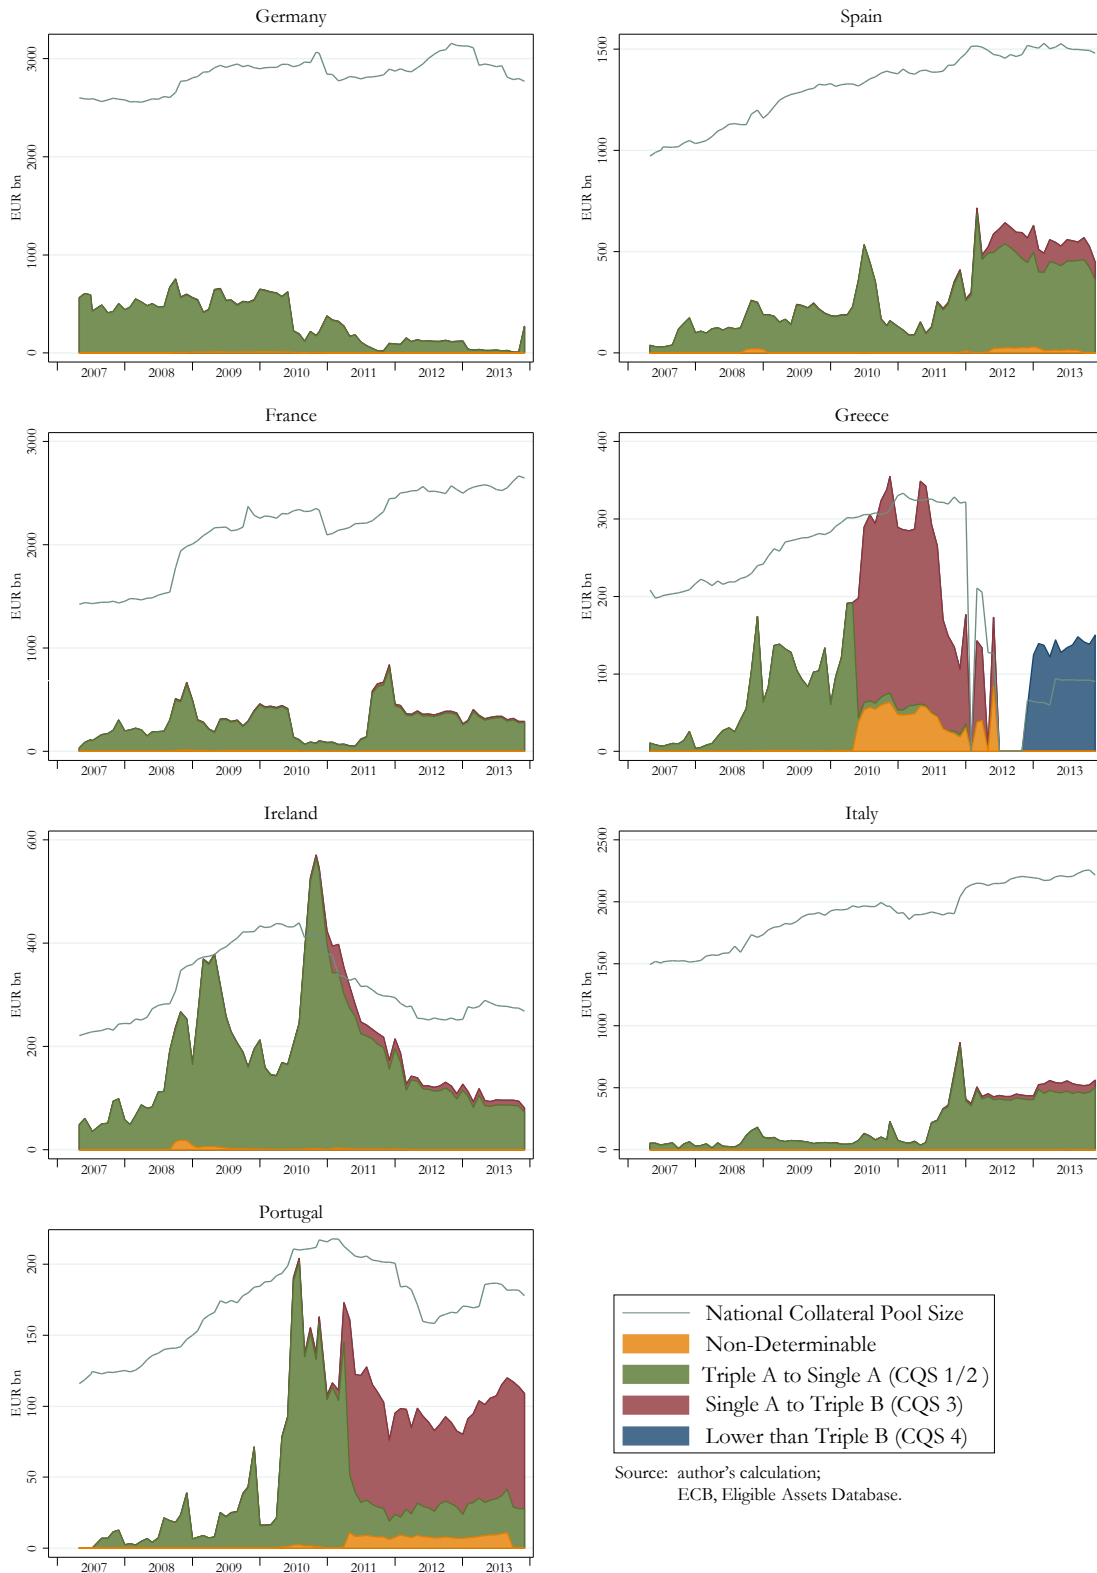 Germany
EUR bn
3000
2000
1000
0
2007 2008 2009 2010 2011 2012 2013
Spain
EUR bn
1500
1000
500
0
2007 2008 2009 2010 2011 2012 2013
France
EUR bn
3000
2000
1000
0
2007 2008 2009 2010 2011 2012 2013
Greece
EUR bn
400
300
200
100
0
2007 2008 2009 2010 2011 2012 2013
Ireland
EUR bn
600
400
200
0
2007 2008 2009 2010 2011 2012 2013
Italy
EUR bn
2500
2000
1500
1000
500
0
2007 2008 2009 2010 2011 2012 2013
Portugal
EUR bn
200
150
100
50
0
2007 2008 2009 2010 2011 2012 2013
National Collateral Pool Size
Non-Determinable
Triple A to Single A (CQS 1/2 )
Single A to Triple B (CQS 3)
Lower than Triple B (CQS 4)
Source: author's calculation;
ECB, Eligible Assets Database.